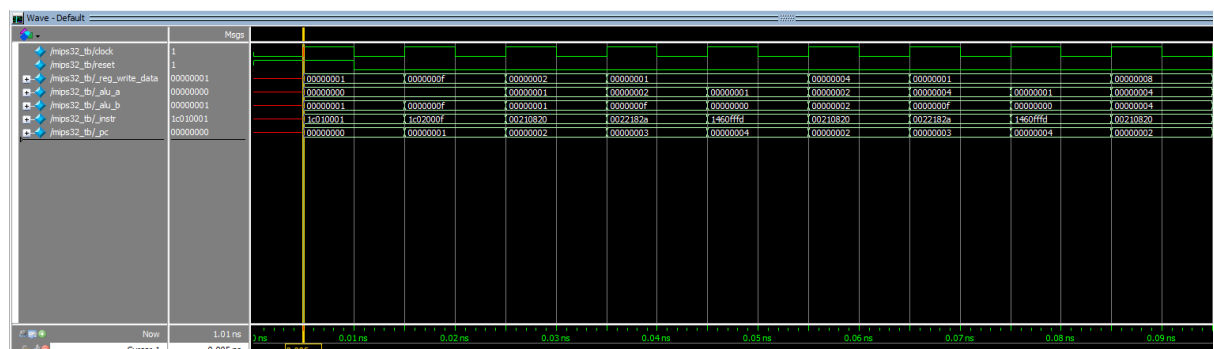 Wave - Default
Msgs
/mips32_tb/clock 1
/mips32_tb/reset 1
/mips32_tb/_reg_write_data 00000001 00000001 0000000f 00000002 00000001 00000004 00000001 00000008
/mips32_tb/_alu_a 00000000 00000000 00000001 00000002 00000001 00000002 00000004 00000001 00000004
/mips32_tb/_alu_b 00000001 00000001 0000000f 00000001 0000000f 00000000 00000002 0000000f 00000000 00000004
/mips32_tb/_instr 1c010001 1c010001 1c02000f 00210820 0022182a 1460fffd 00210820 0022182a 1460fffd 00210820
/mips32_tb/_pc 00000000 00000000 00000001 00000002 00000003 00000004 00000002 00000003 00000004 00000002
Now 1.01 ns 0.01 ns 0.02 ns 0.03 ns 0.04 ns 0.05 ns 0.06 ns 0.07 ns 0.08 ns 0.09 ns